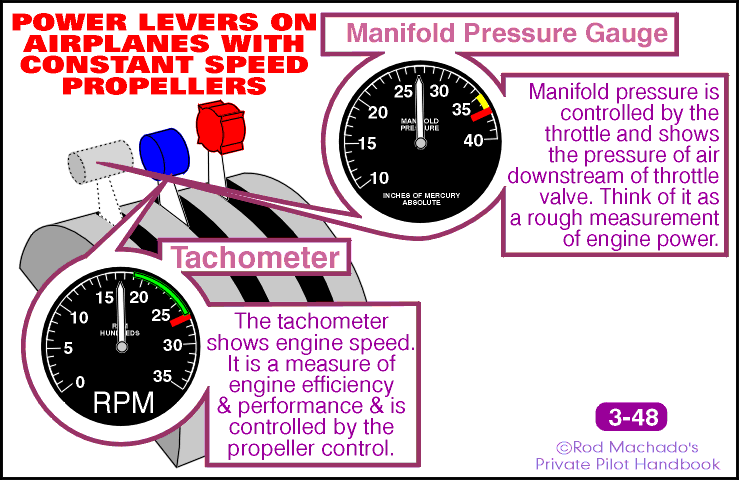 POWER LEVERS ON
AIRPLANES WITH
CONSTANT SPEED
PROPELLERS
Manifold Pressure Gauge
10
15
20
25
30
35
40
MANIFOLD
PRESSURE
INCHES OF MERCURY
ABSOLUTE
Manifold pressure is
controlled by the
throttle and shows
the pressure of air
downstream of throttle
valve. Think of it as
a rough measurement
of engine power.
Tachometer
0
5
10
15
20
25
30
35
RPM
HUNDREDS
RPM
The tachometer
shows engine speed.
It is a measure of
engine efficiency
& performance & is
controlled by the
propeller control.
3-48
©Rod Machado's
Private Pilot Handbook